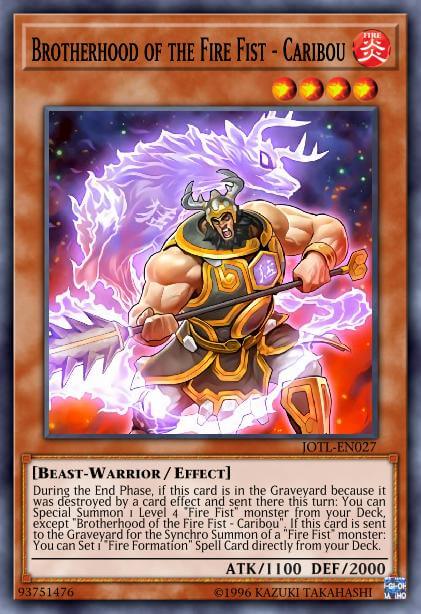 Brotherhood of the Fire Fist - Caribou
FIRE
炎
JOTL-EN027
[Beast-Warrior / Effect]
During the End Phase, if this card is in the Graveyard because it
was destroyed by a card effect and sent there this turn: You can
Special Summon 1 Level 4 "Fire Fist" monster from your Deck,
except "Brotherhood of the Fire Fist - Caribou". If this card is sent
to the Graveyard for the Synchro Summon of a "Fire Fist" monster:
You can Set 1 "Fire Formation" Spell Card directly from your Deck.
ATK/1100 DEF/2000
93751476
©1996 KAZUKI TAKAHASHI